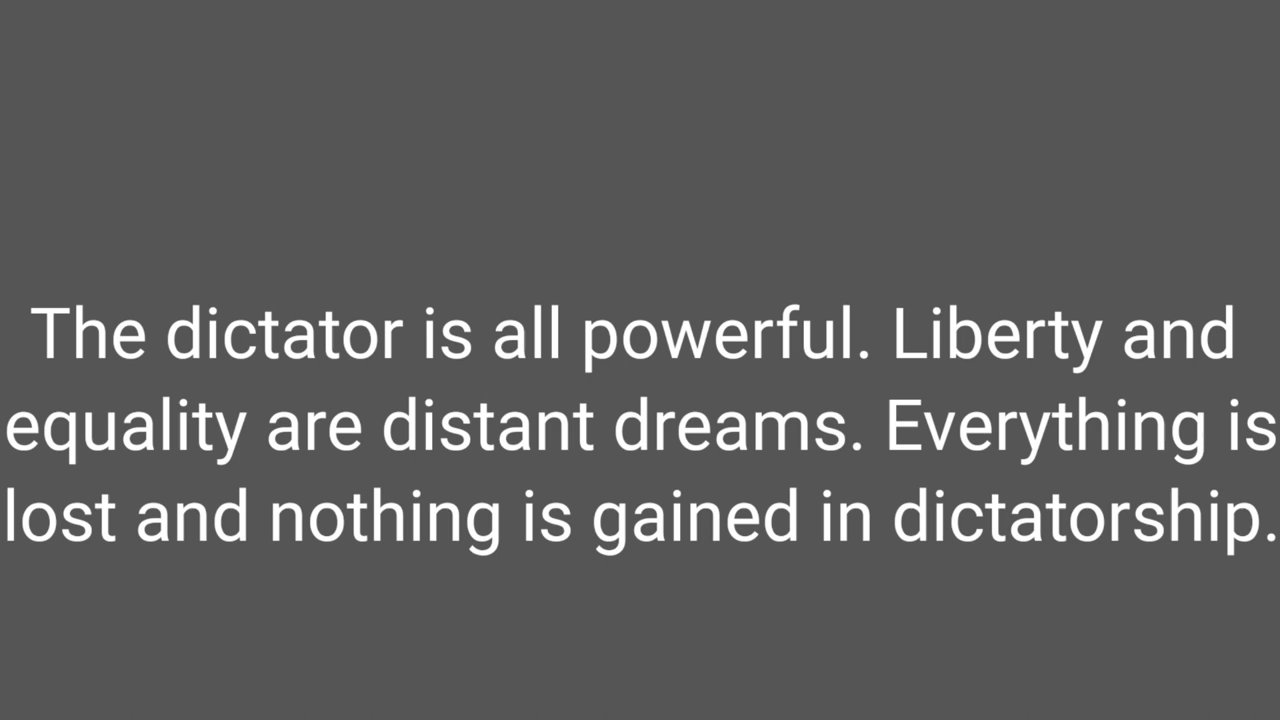 The dictator is all powerful. Liberty and
equality are distant dreams. Everything is
lost and nothing is gained in dictatorship.